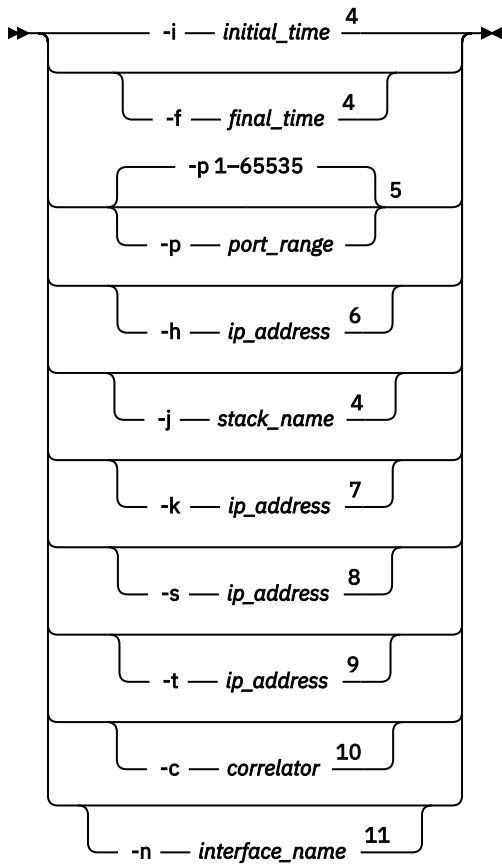 -i initial_time 4
-f final_time 4
-p 1–65535
5
-p port_range
-h ip_address 6
-j stack_name 4
-k ip_address 7
-s ip_address 8
-t ip_address 9
-c correlator 10
-n interface_name 11